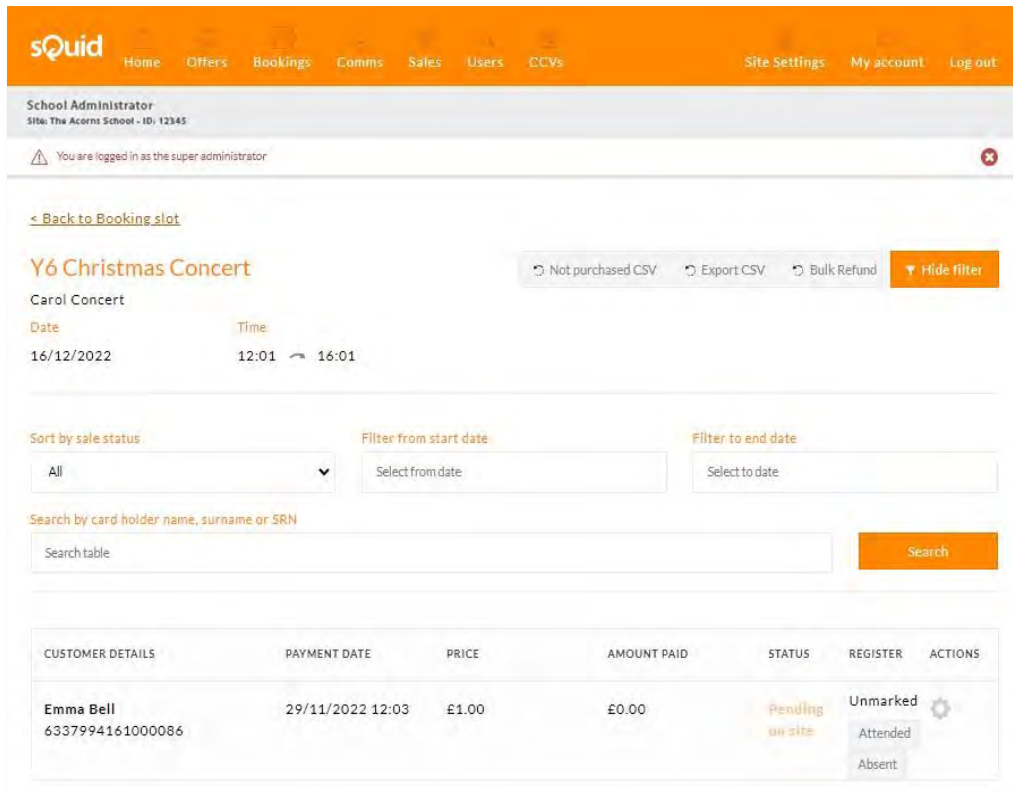 sQuid
Home Offers Bookings Comms Sales Users CCVs Site Settings My account Log out
School Administrator
Site: The Acorns School - ID: 12345
You are logged in as the super administrator
< Back to Booking slot
Y6 Christmas Concert
Not purchased CSV Export CSV Bulk Refund Hide filter
Carol Concert
Date Time
16/12/2022 12:01 16:01
Sort by sale status Filter from start date Filter to end date
All Select from date Select to date
Search by card holder name, surname or SRN
Search table Search
CUSTOMER DETAILS PAYMENT DATE PRICE AMOUNT PAID STATUS REGISTER ACTIONS
Emma Bell 29/11/2022 12:03 £1.00 £0.00 Pending Unmarked
6337994161000086 on site Attended
Absent